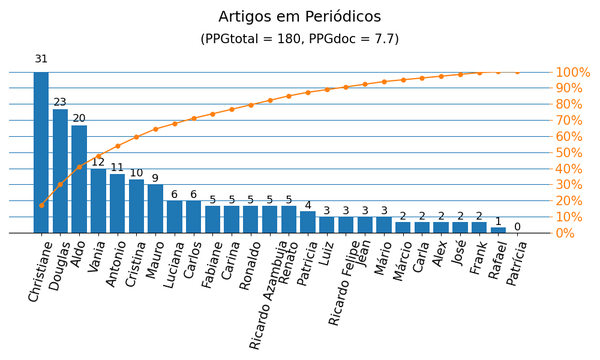 Artigos em Periódicos
(PPGtotal = 180, PPGdoc = 7.7)
31
23
20
12
11
10
9
6
6
5
5
5
5
5
4
3
3
3
3
2
2
2
2
2
1
0
100%
90%
80%
70%
60%
50%
40%
30%
20%
10%
0%
Christiane
Douglas
Aldo
Vania
Antonio
Cristina
Mauro
Luciana
Carlos
Fabiane
Carina
Ronaldo
Ricardo Azambuja
Renato
Patricia
Luiz
Ricardo Felipe
Jean
Mário
Márcio
Carla
Alex
José
Frank
Rafael
Patrícia